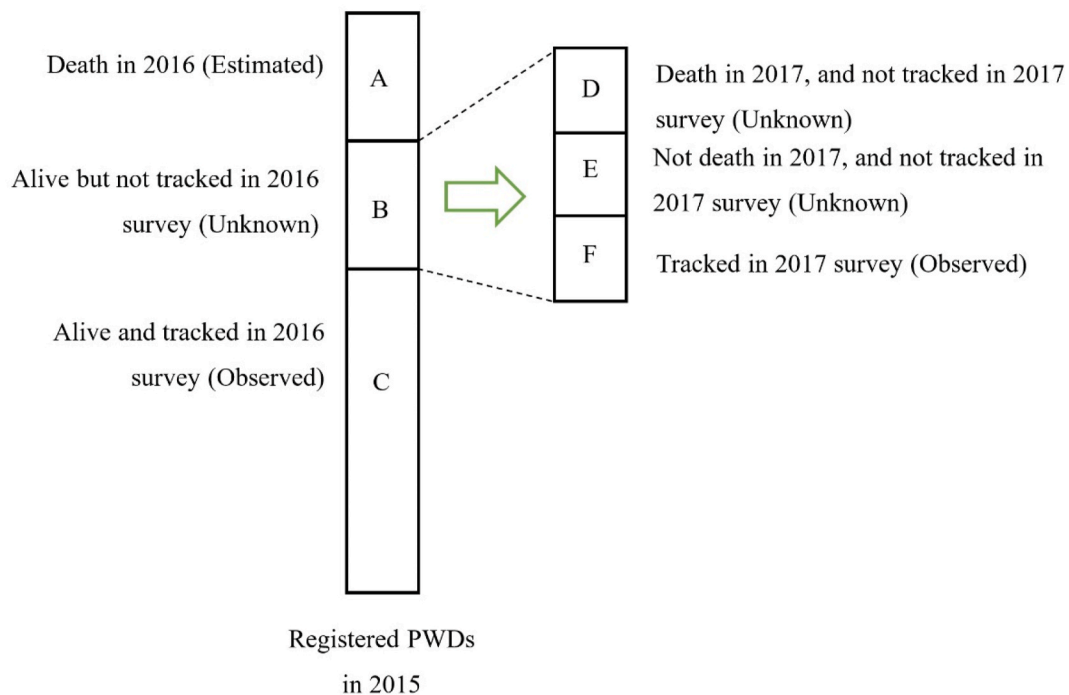 Death in 2016 (Estimated)
A
Alive but not tracked in 2016
survey (Unknown)
B
Alive and tracked in 2016
survey (Observed)
C
Registered PWDs
in 2015
D
Death in 2017, and not tracked in 2017
survey (Unknown)
E
Not death in 2017, and not tracked in
2017 survey (Unknown)
F
Tracked in 2017 survey (Observed)